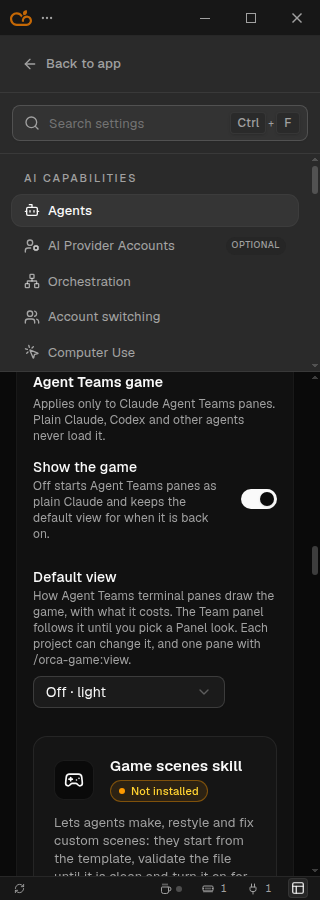 Back to app
Search settings
Ctrl + F
AI CAPABILITIES
Agents
AI Provider Accounts
OPTIONAL
Orchestration
Account switching
Computer Use
Agent Teams game
Applies only to Claude Agent Teams panes.
Plain Claude, Codex and other agents
never load it.
Show the game
Off starts Agent Teams panes as
plain Claude and keeps the
default view for when it is back
on.
Default view
How Agent Teams terminal panes draw the
game, with what it costs. The Team panel
follows it until you pick a Panel look. Each
project can change it, and one pane with
/orca-game:view.
Off · light
Game scenes skill
Not installed
Lets agents make, restyle and fix
custom scenes: they start from
the template, validate the file
until it is clean and turn it on for
1
1